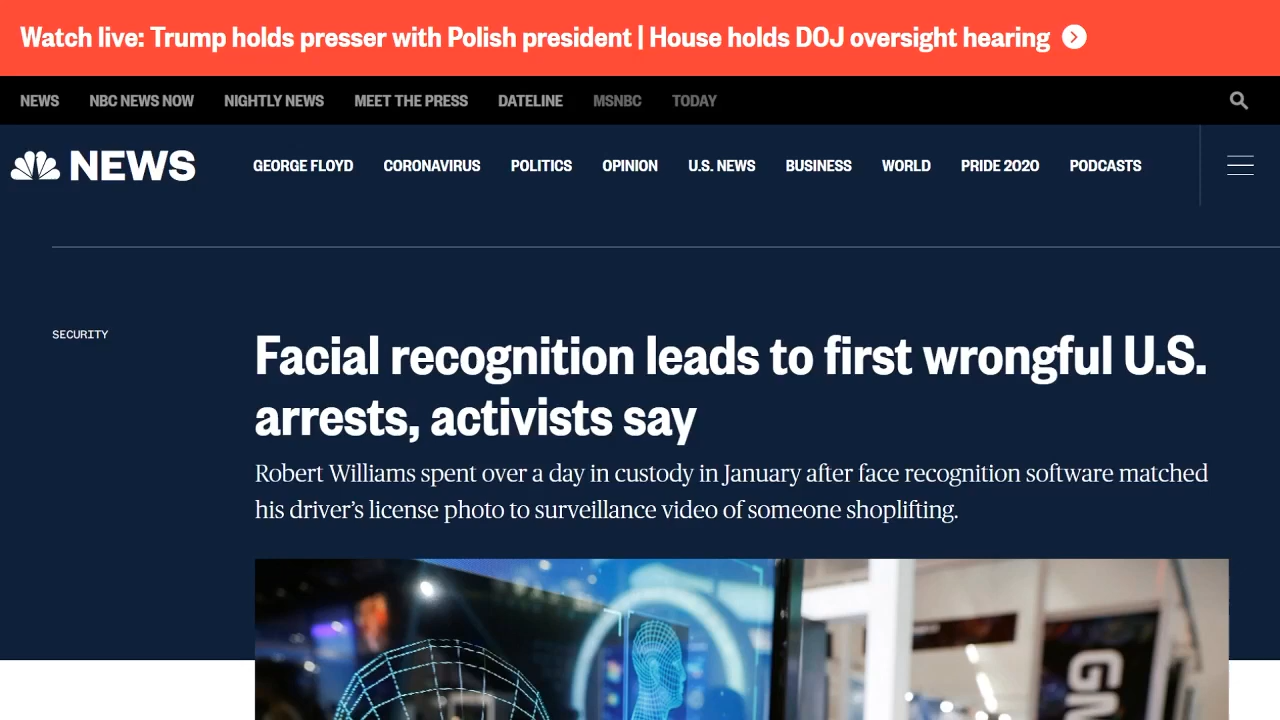 Watch live: Trump holds presser with Polish president | House holds DOJ oversight hearing
NEWS NBC NEWS NOW NIGHTLY NEWS MEET THE PRESS DATELINE MSNBC TODAY
NEWS GEORGE FLOYD CORONAVIRUS POLITICS OPINION U.S. NEWS BUSINESS WORLD PRIDE 2020 PODCASTS
SECURITY
Facial recognition leads to first wrongful U.S.
arrests, activists say
Robert Williams spent over a day in custody in January after face recognition software matched
his driver’s license photo to surveillance video of someone shoplifting.